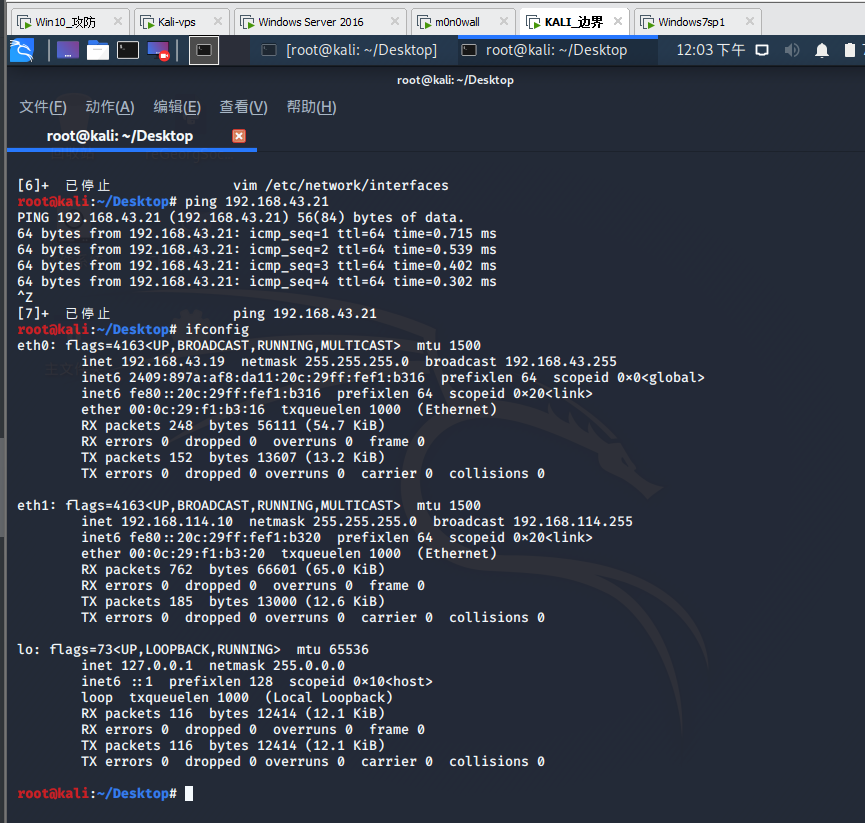 Win10_攻防
Kali-vps
Windows Server 2016
m0n0wall
KALI_边界
Windows7sp1
[root@kali: ~/Desktop]
root@kali: ~/Desktop
12:03 下午
root@kali: ~/Desktop
文件(F) 动作(A) 编辑(E) 查看(V) 帮助(H)
root@kali: ~/Desktop
[6]+ 已停止 vim /etc/network/interfaces
root@kali:~/Desktop# ping 192.168.43.21
PING 192.168.43.21 (192.168.43.21) 56(84) bytes of data.
64 bytes from 192.168.43.21: icmp_seq=1 ttl=64 time=0.715 ms
64 bytes from 192.168.43.21: icmp_seq=2 ttl=64 time=0.539 ms
64 bytes from 192.168.43.21: icmp_seq=3 ttl=64 time=0.402 ms
64 bytes from 192.168.43.21: icmp_seq=4 ttl=64 time=0.302 ms
^Z
[7]+ 已停止 ping 192.168.43.21
root@kali:~/Desktop# ifconfig
eth0: flags=4163<UP,BROADCAST,RUNNING,MULTICAST> mtu 1500
inet 192.168.43.19 netmask 255.255.255.0 broadcast 192.168.43.255
inet6 2409:897a:af8:da11:20c:29ff:fef1:b316 prefixlen 64 scopeid 0×0<global>
inet6 fe80::20c:29ff:fef1:b316 prefixlen 64 scopeid 0×20<link>
ether 00:0c:29:f1:b3:16 txqueuelen 1000 (Ethernet)
RX packets 248 bytes 56111 (54.7 KiB)
RX errors 0 dropped 0 overruns 0 frame 0
TX packets 152 bytes 13607 (13.2 KiB)
TX errors 0 dropped 0 overruns 0 carrier 0 collisions 0
eth1: flags=4163<UP,BROADCAST,RUNNING,MULTICAST> mtu 1500
inet 192.168.114.10 netmask 255.255.255.0 broadcast 192.168.114.255
inet6 fe80::20c:29ff:fef1:b320 prefixlen 64 scopeid 0×20<link>
ether 00:0c:29:f1:b3:20 txqueuelen 1000 (Ethernet)
RX packets 762 bytes 66601 (65.0 KiB)
RX errors 0 dropped 0 overruns 0 frame 0
TX packets 185 bytes 13000 (12.6 KiB)
TX errors 0 dropped 0 overruns 0 carrier 0 collisions 0
lo: flags=73<UP,LOOPBACK,RUNNING> mtu 65536
inet 127.0.0.1 netmask 255.0.0.0
inet6 ::1 prefixlen 128 scopeid 0×10<host>
loop txqueuelen 1000 (Local Loopback)
RX packets 116 bytes 12414 (12.1 KiB)
RX errors 0 dropped 0 overruns 0 frame 0
TX packets 116 bytes 12414 (12.1 KiB)
TX errors 0 dropped 0 overruns 0 carrier 0 collisions 0
root@kali:~/Desktop#